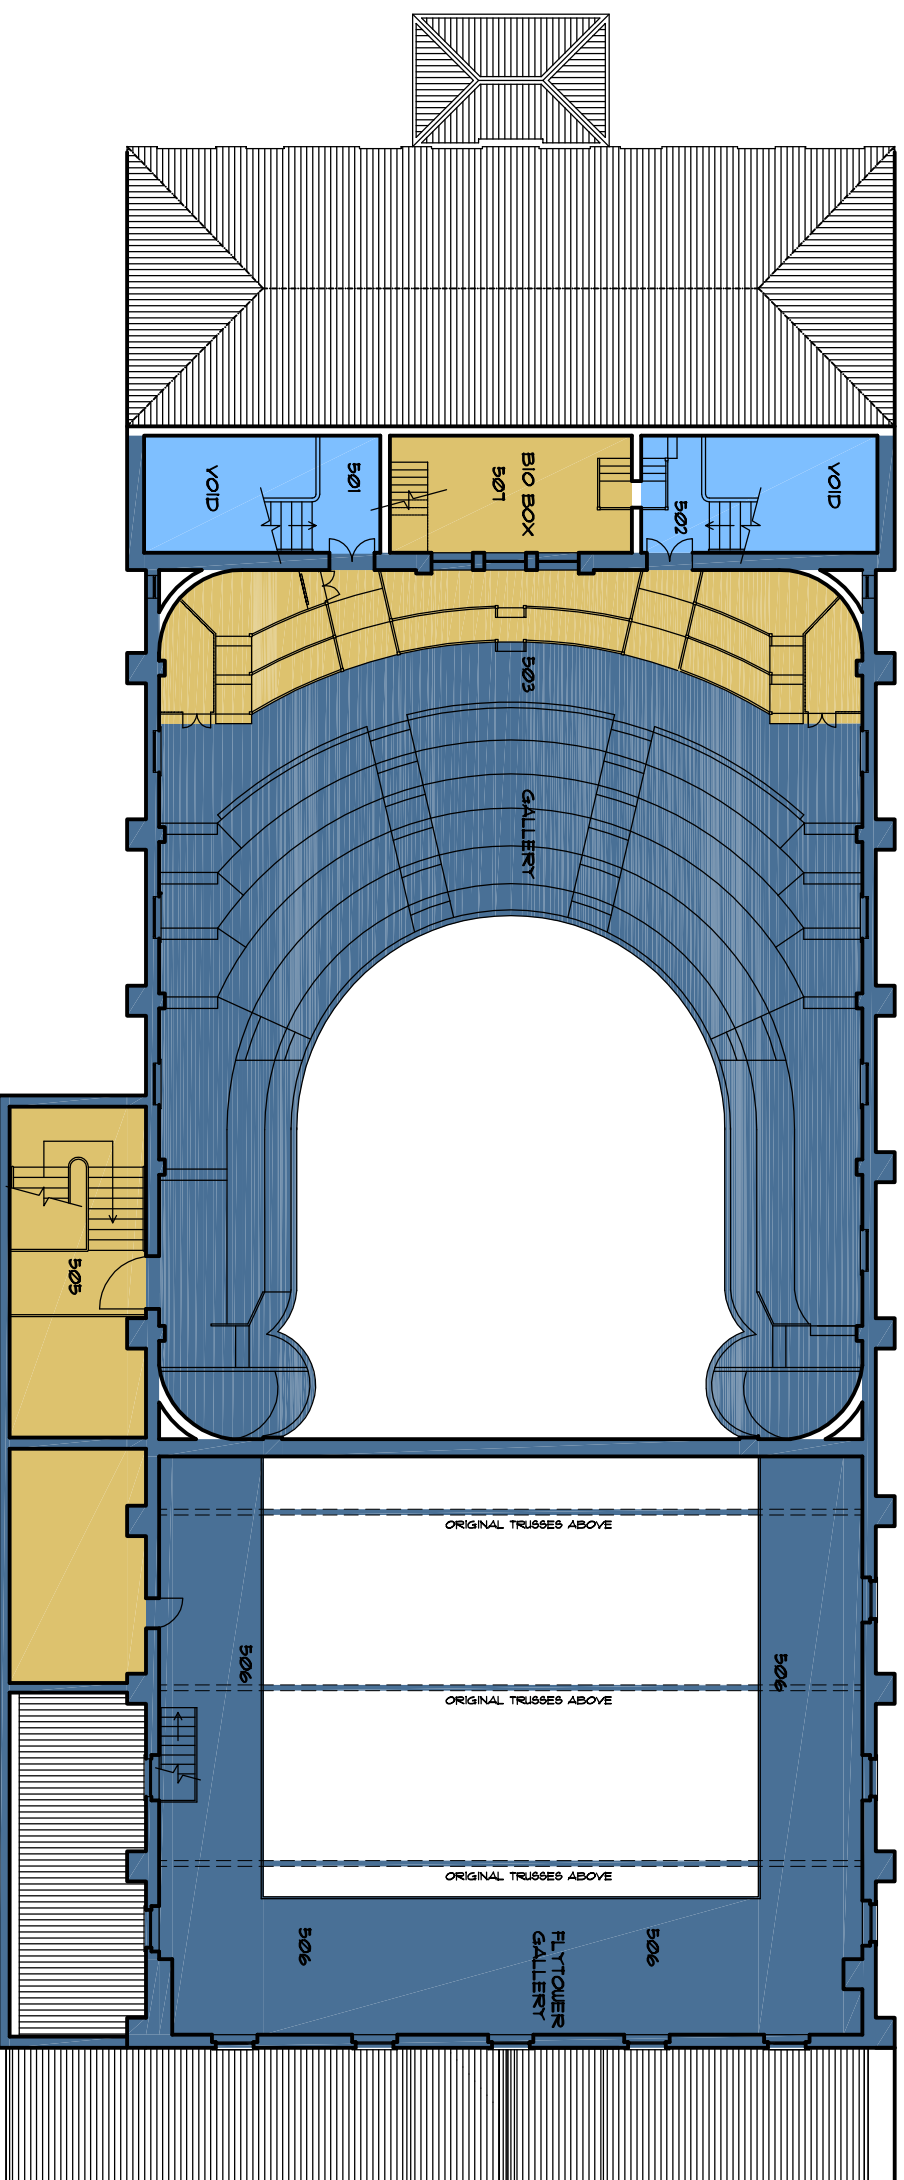 VOID
501
BIO BOX
507
502
VOID
503
GALLERY
505
ORIGINAL TRUSSES ABOVE
506
506
ORIGINAL TRUSSES ABOVE
ORIGINAL TRUSSES ABOVE
506
FLYTOWER
GALLERY
506